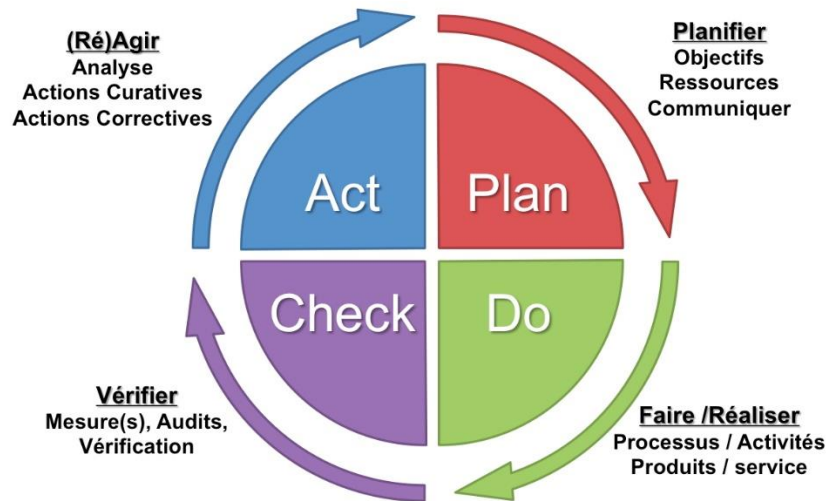 (Ré)Agir
Analyse
Actions Curatives
Actions Correctives
Planifier
Objectifs
Ressources
Communiquer
Act
Plan
Check
Do
Vérifier
Mesure(s), Audits,
Vérification
Faire /Réaliser
Processus / Activités
Produits / service